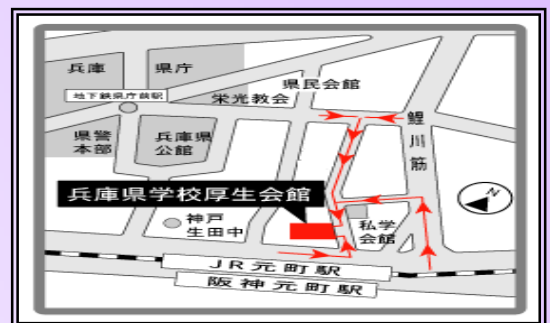 兵庫
県庁
県民会館
地下鉄県庁前駅
栄光教会
鯉川筋
県警
本部
兵庫県
公館
兵庫県学校厚生会館
N
神戸
生田中
私学
会館
JR元町駅
阪神元町駅